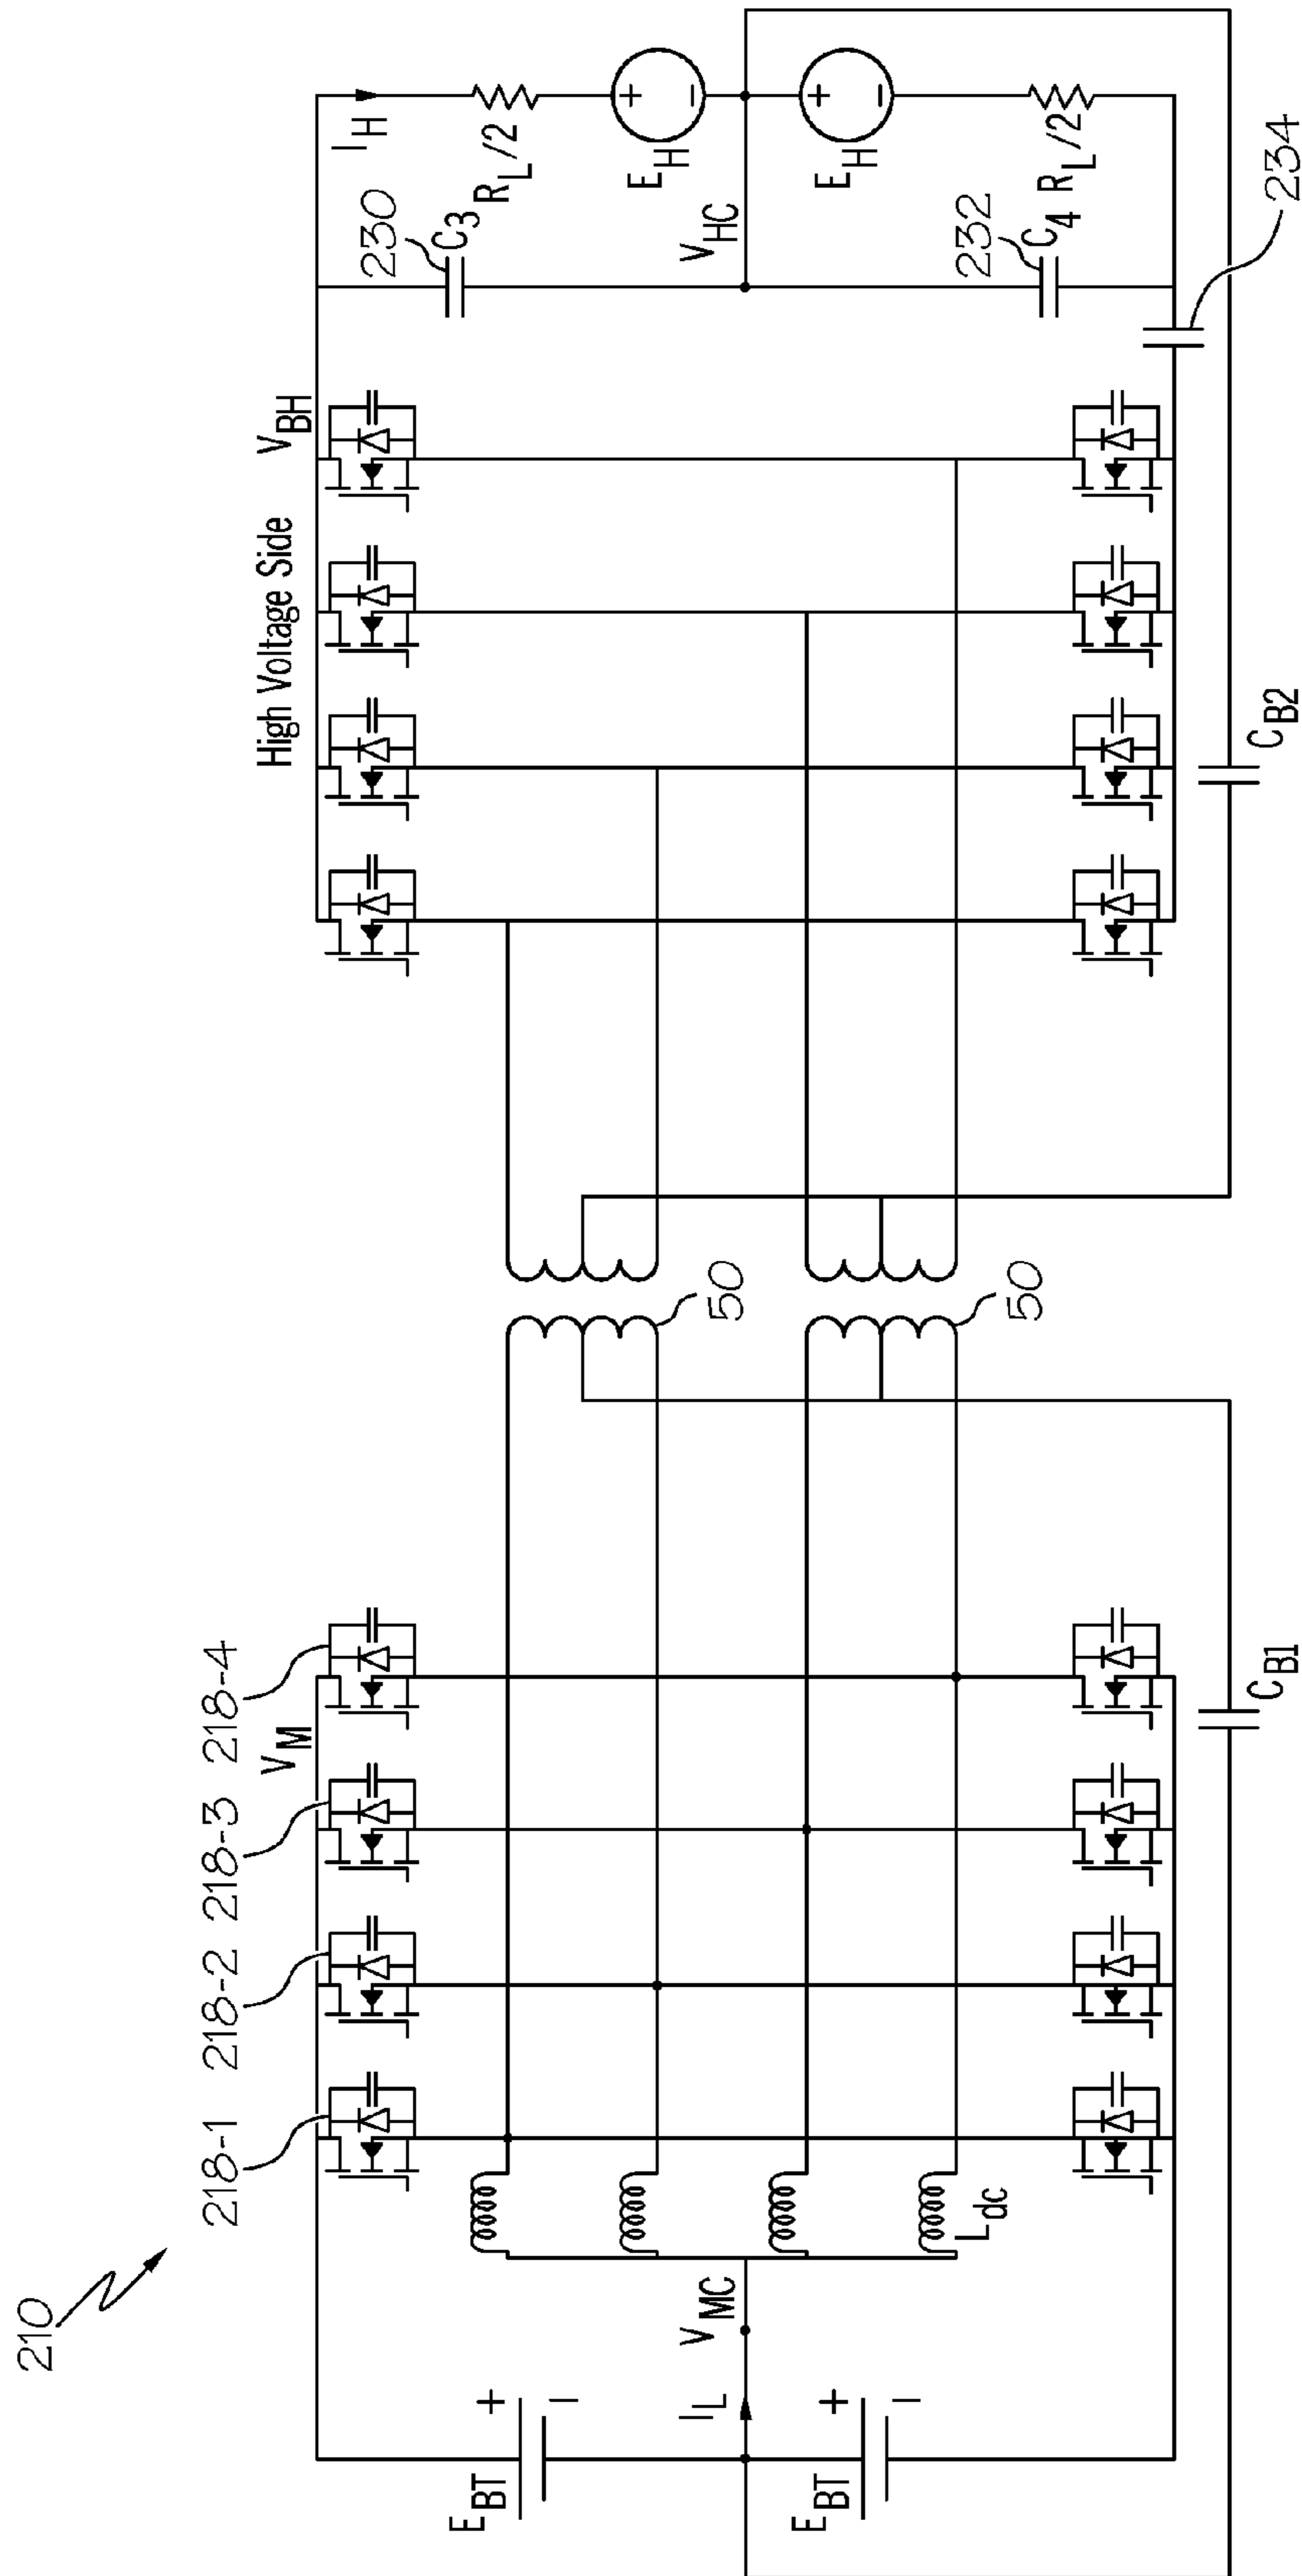 210
218-1
218-2
218-3
218-4
V_M
High Voltage Side
V_BH
I_H
230
C_3
R_L/2
E_H
+
−
V_HC
E_H
+
−
232
C_4
R_L/2
234
E_BT
+
−
I_L
V_MC
E_BT
+
−
L_dc
50
50
C_B1
C_B2